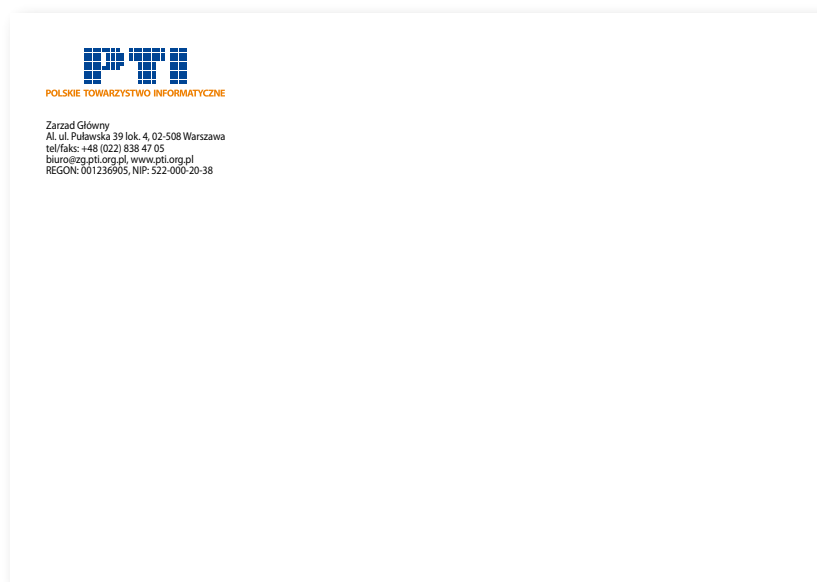 PTI
POLSKIE TOWARZYSTWO INFORMATYCZNE
Zarzad Główny
Al. ul. Puławska 39 lok. 4, 02-508 Warszawa
tel/faks: +48 (022) 838 47 05
biuro@zg.pti.org.pl, www.pti.org.pl
REGON: 001236905, NIP: 522-000-20-38